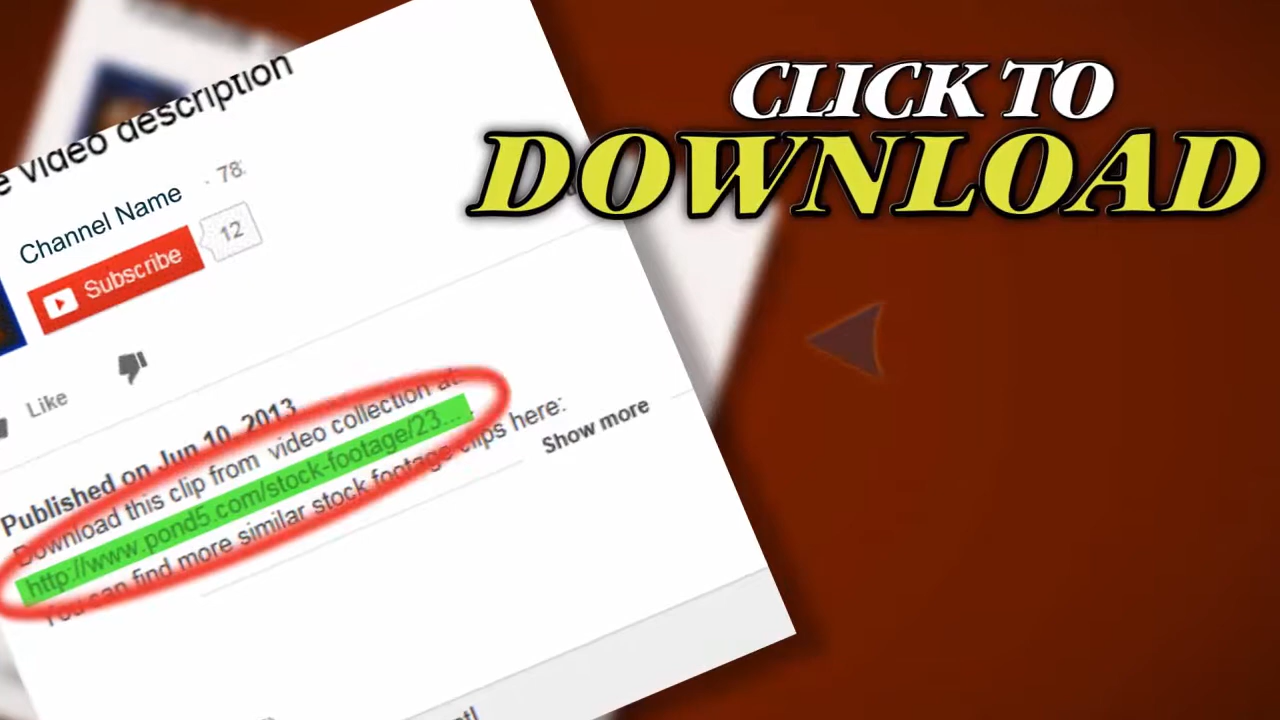 CLICK TO
DOWNLOAD
video description
Channel Name
Subscribe
12
Like
Published on Jun 10, 2013
Download this clip from video collection at
http://www.pond5.com/stock-footage/23...
You can find more similar stock footage clips here:
Show more